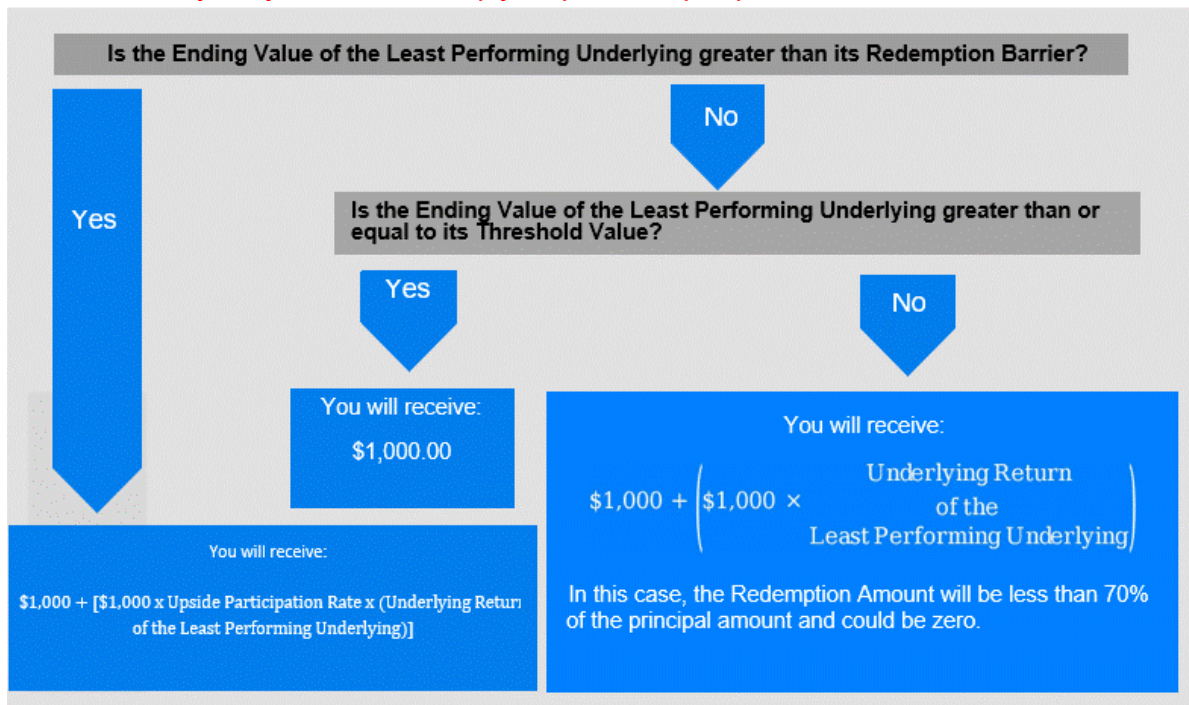 Is the Ending Value of the Least Performing Underlying greater than its Redemption Barrier?
No
Yes
Is the Ending Value of the Least Performing Underlying greater than or
equal to its Threshold Value?
Yes
No
You will receive:
$1,000.00
You will receive:
$1,000 + ($1,000 × Underlying Return
of the
Least Performing Underlying)
In this case, the Redemption Amount will be less than 70%
of the principal amount and could be zero.
You will receive:
$1,000 + [$1,000 x Upside Participation Rate x (Underlying Return
of the Least Performing Underlying)]